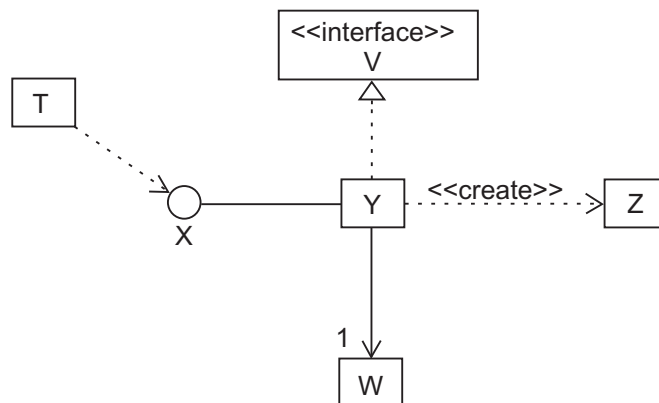 <<interface>>
V
T
Y
<<create>>
Z
X
1
W